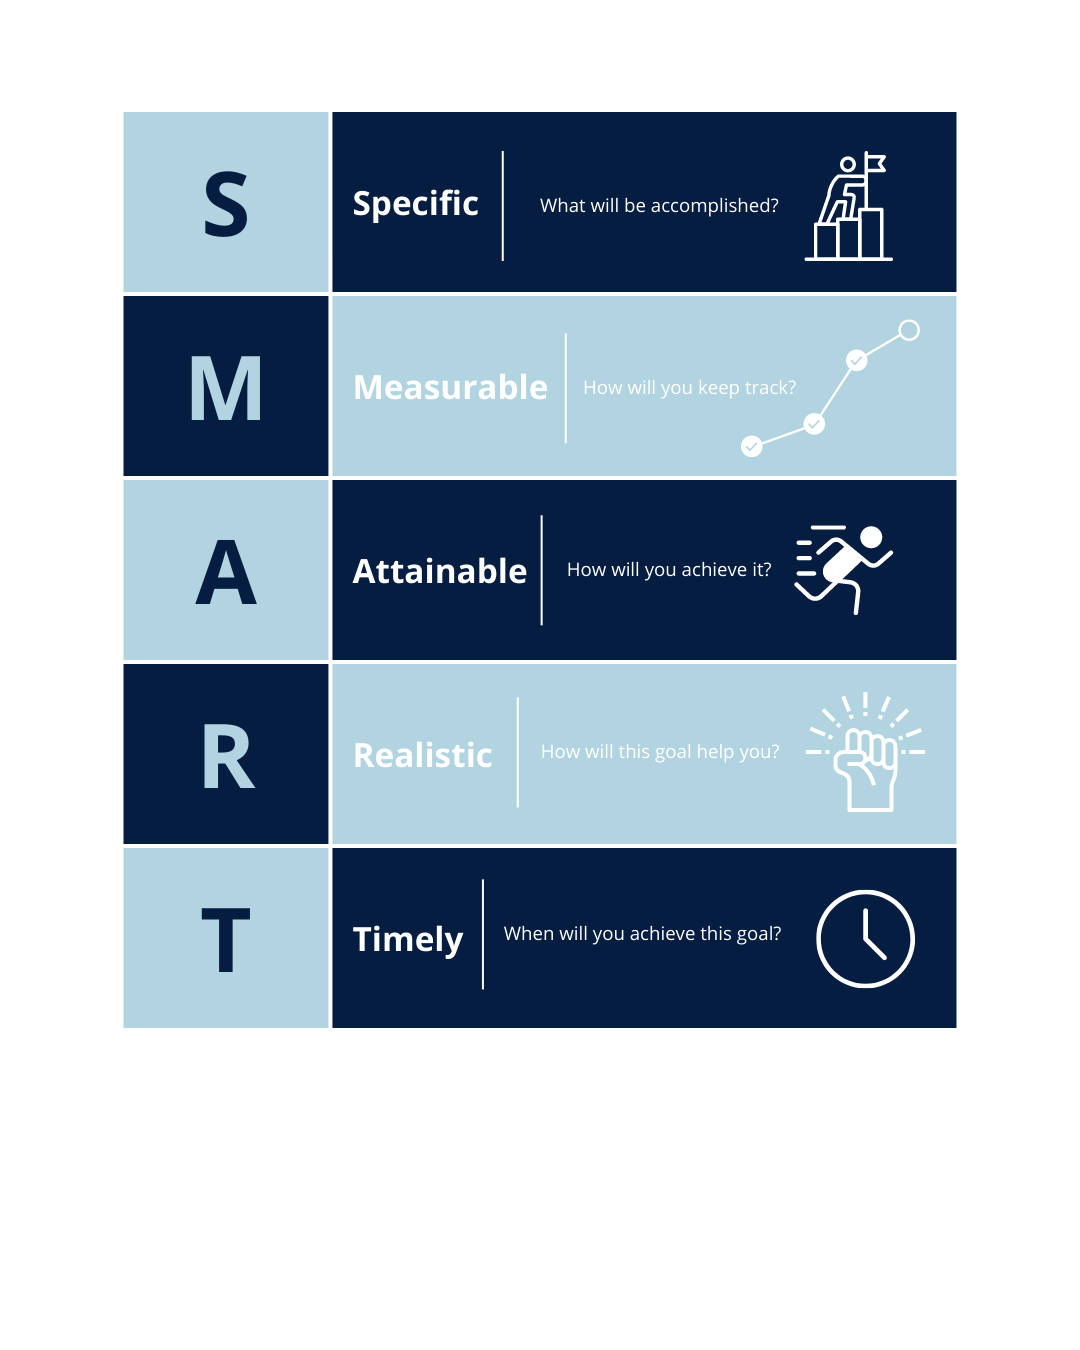 S
Specific
What will be accomplished?
M
Measurable
How will you keep track?
A
Attainable
How will you achieve it?
R
Realistic
How will this goal help you?
T
Timely
When will you achieve this goal?